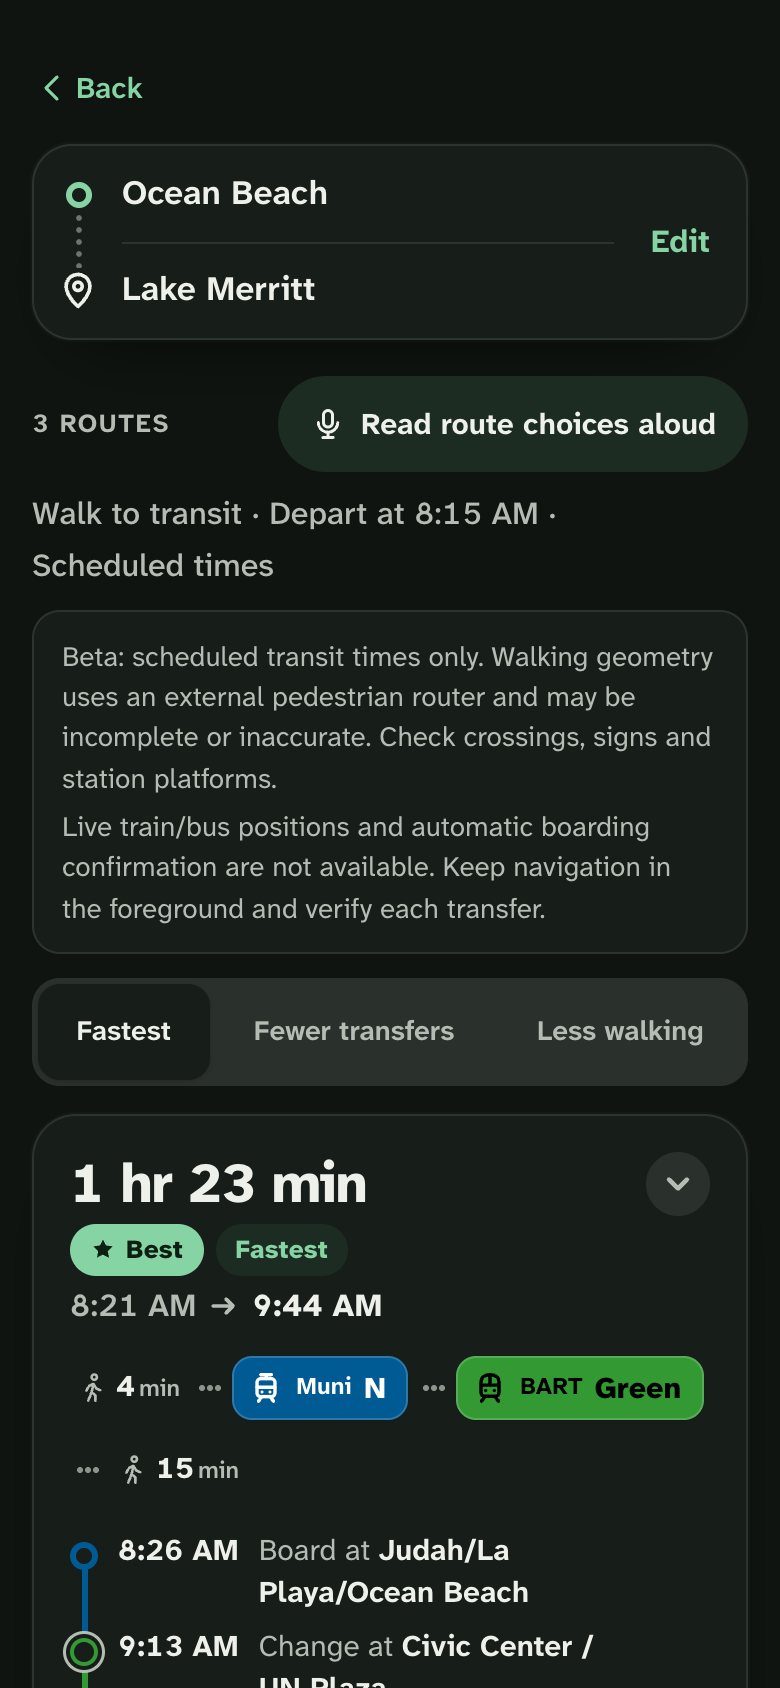 Back
Ocean Beach
Edit
Lake Merritt
3 ROUTES
Read route choices aloud
Walk to transit · Depart at 8:15 AM ·
Scheduled times
Beta: scheduled transit times only. Walking geometry
uses an external pedestrian router and may be
incomplete or inaccurate. Check crossings, signs and
station platforms.
Live train/bus positions and automatic boarding
confirmation are not available. Keep navigation in
the foreground and verify each transfer.
Fastest Fewer transfers Less walking
1 hr 23 min
Best Fastest
8:21 AM → 9:44 AM
4 min ••• Muni N ••• BART Green
••• 15 min
8:26 AM Board at Judah/La
Playa/Ocean Beach
9:13 AM Change at Civic Center /
UN Plaza